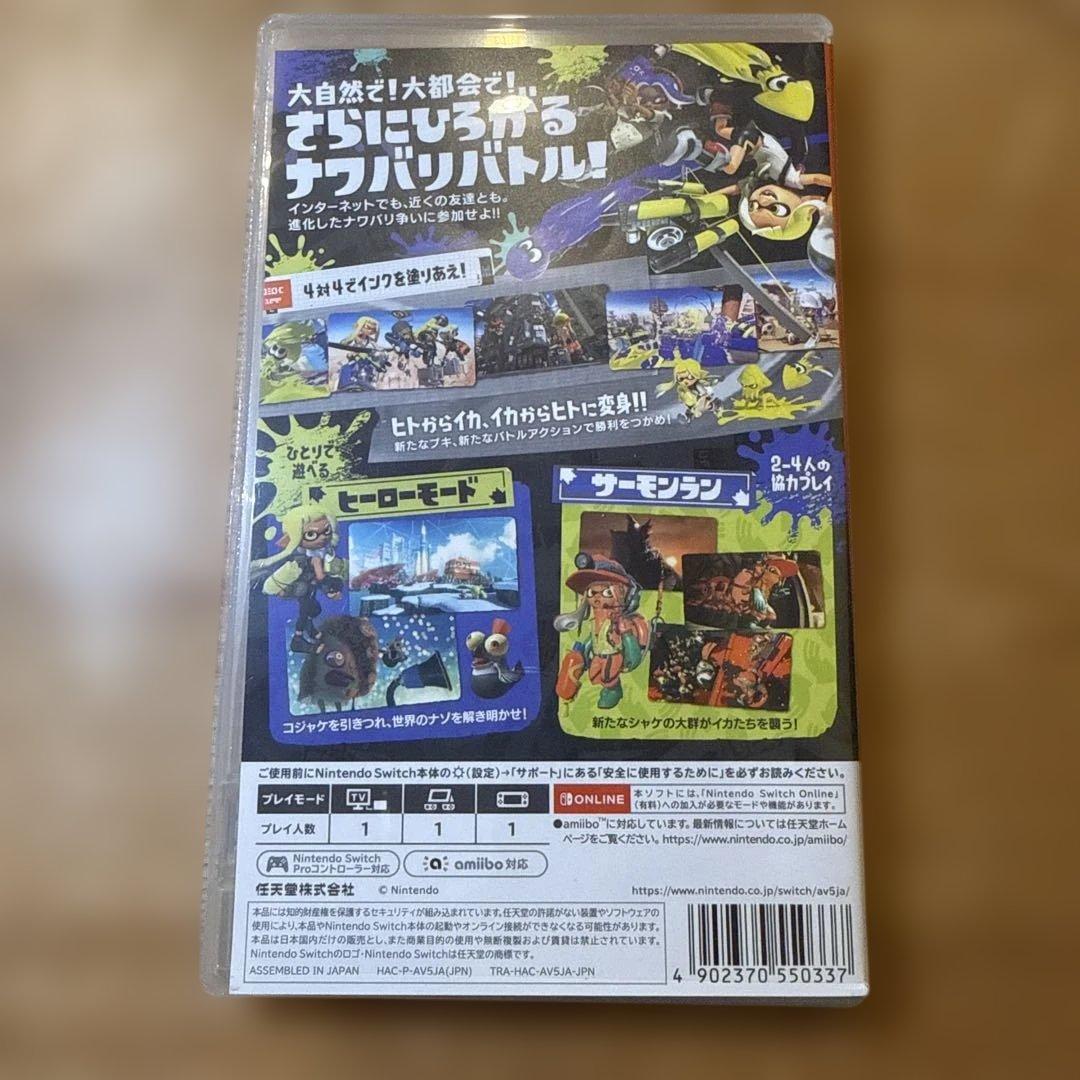 大自然で!大都会で!
さらにひろがる
ナワバリバトル!
インターネットでも、近くの友達とも。
進化したナワバリ争いに参加せよ!!
4対4でインクを塗りあえ!
ヒトからイカ、イカからヒトに変身!!
新たなブキ、新たなバトルアクションで勝利をつかめ!
ひとりで
遊べる
ヒーローモード
コジャケを引きつれ、世界のナゾを解き明かせ!
2-4人の
協力プレイ
サーモンラン
新たなシャケの大群がイカたちを襲う!
ご使用前にNintendo Switch本体の(設定)→「サポート」にある「安全に使用するために」を必ずお読みください。
プレイモード TV
プレイ人数 1 1 1
ONLINE
本ソフトには、「Nintendo Switch Online」
(有料)への加入が必要なモードや機能があります。
●amiibo™に対応しています。最新情報については任天堂ホーム
ページをご覧ください。https://www.nintendo.co.jp/amiibo/
Nintendo Switch
Proコントローラー対応
amiibo 対応
任天堂株式会社 © Nintendo
https://www.nintendo.co.jp/switch/av5ja/
本品には知的財産権を保護するセキュリティが組み込まれています。任天堂の許諾がない装置やソフトウェアの
使用により、本品やNintendo Switch本体の起動やオンライン接続ができなくなる可能性があります。
本品は日本国内だけの販売とし、また商業目的の使用や無断複製および賃貸は禁止されています。
Nintendo Switchのロゴ・Nintendo Switchは任天堂の商標です。
ASSEMBLED IN JAPAN HAC-P-AV5JA(JPN) TRA-HAC-AV5JA-JPN
4 902370 550337